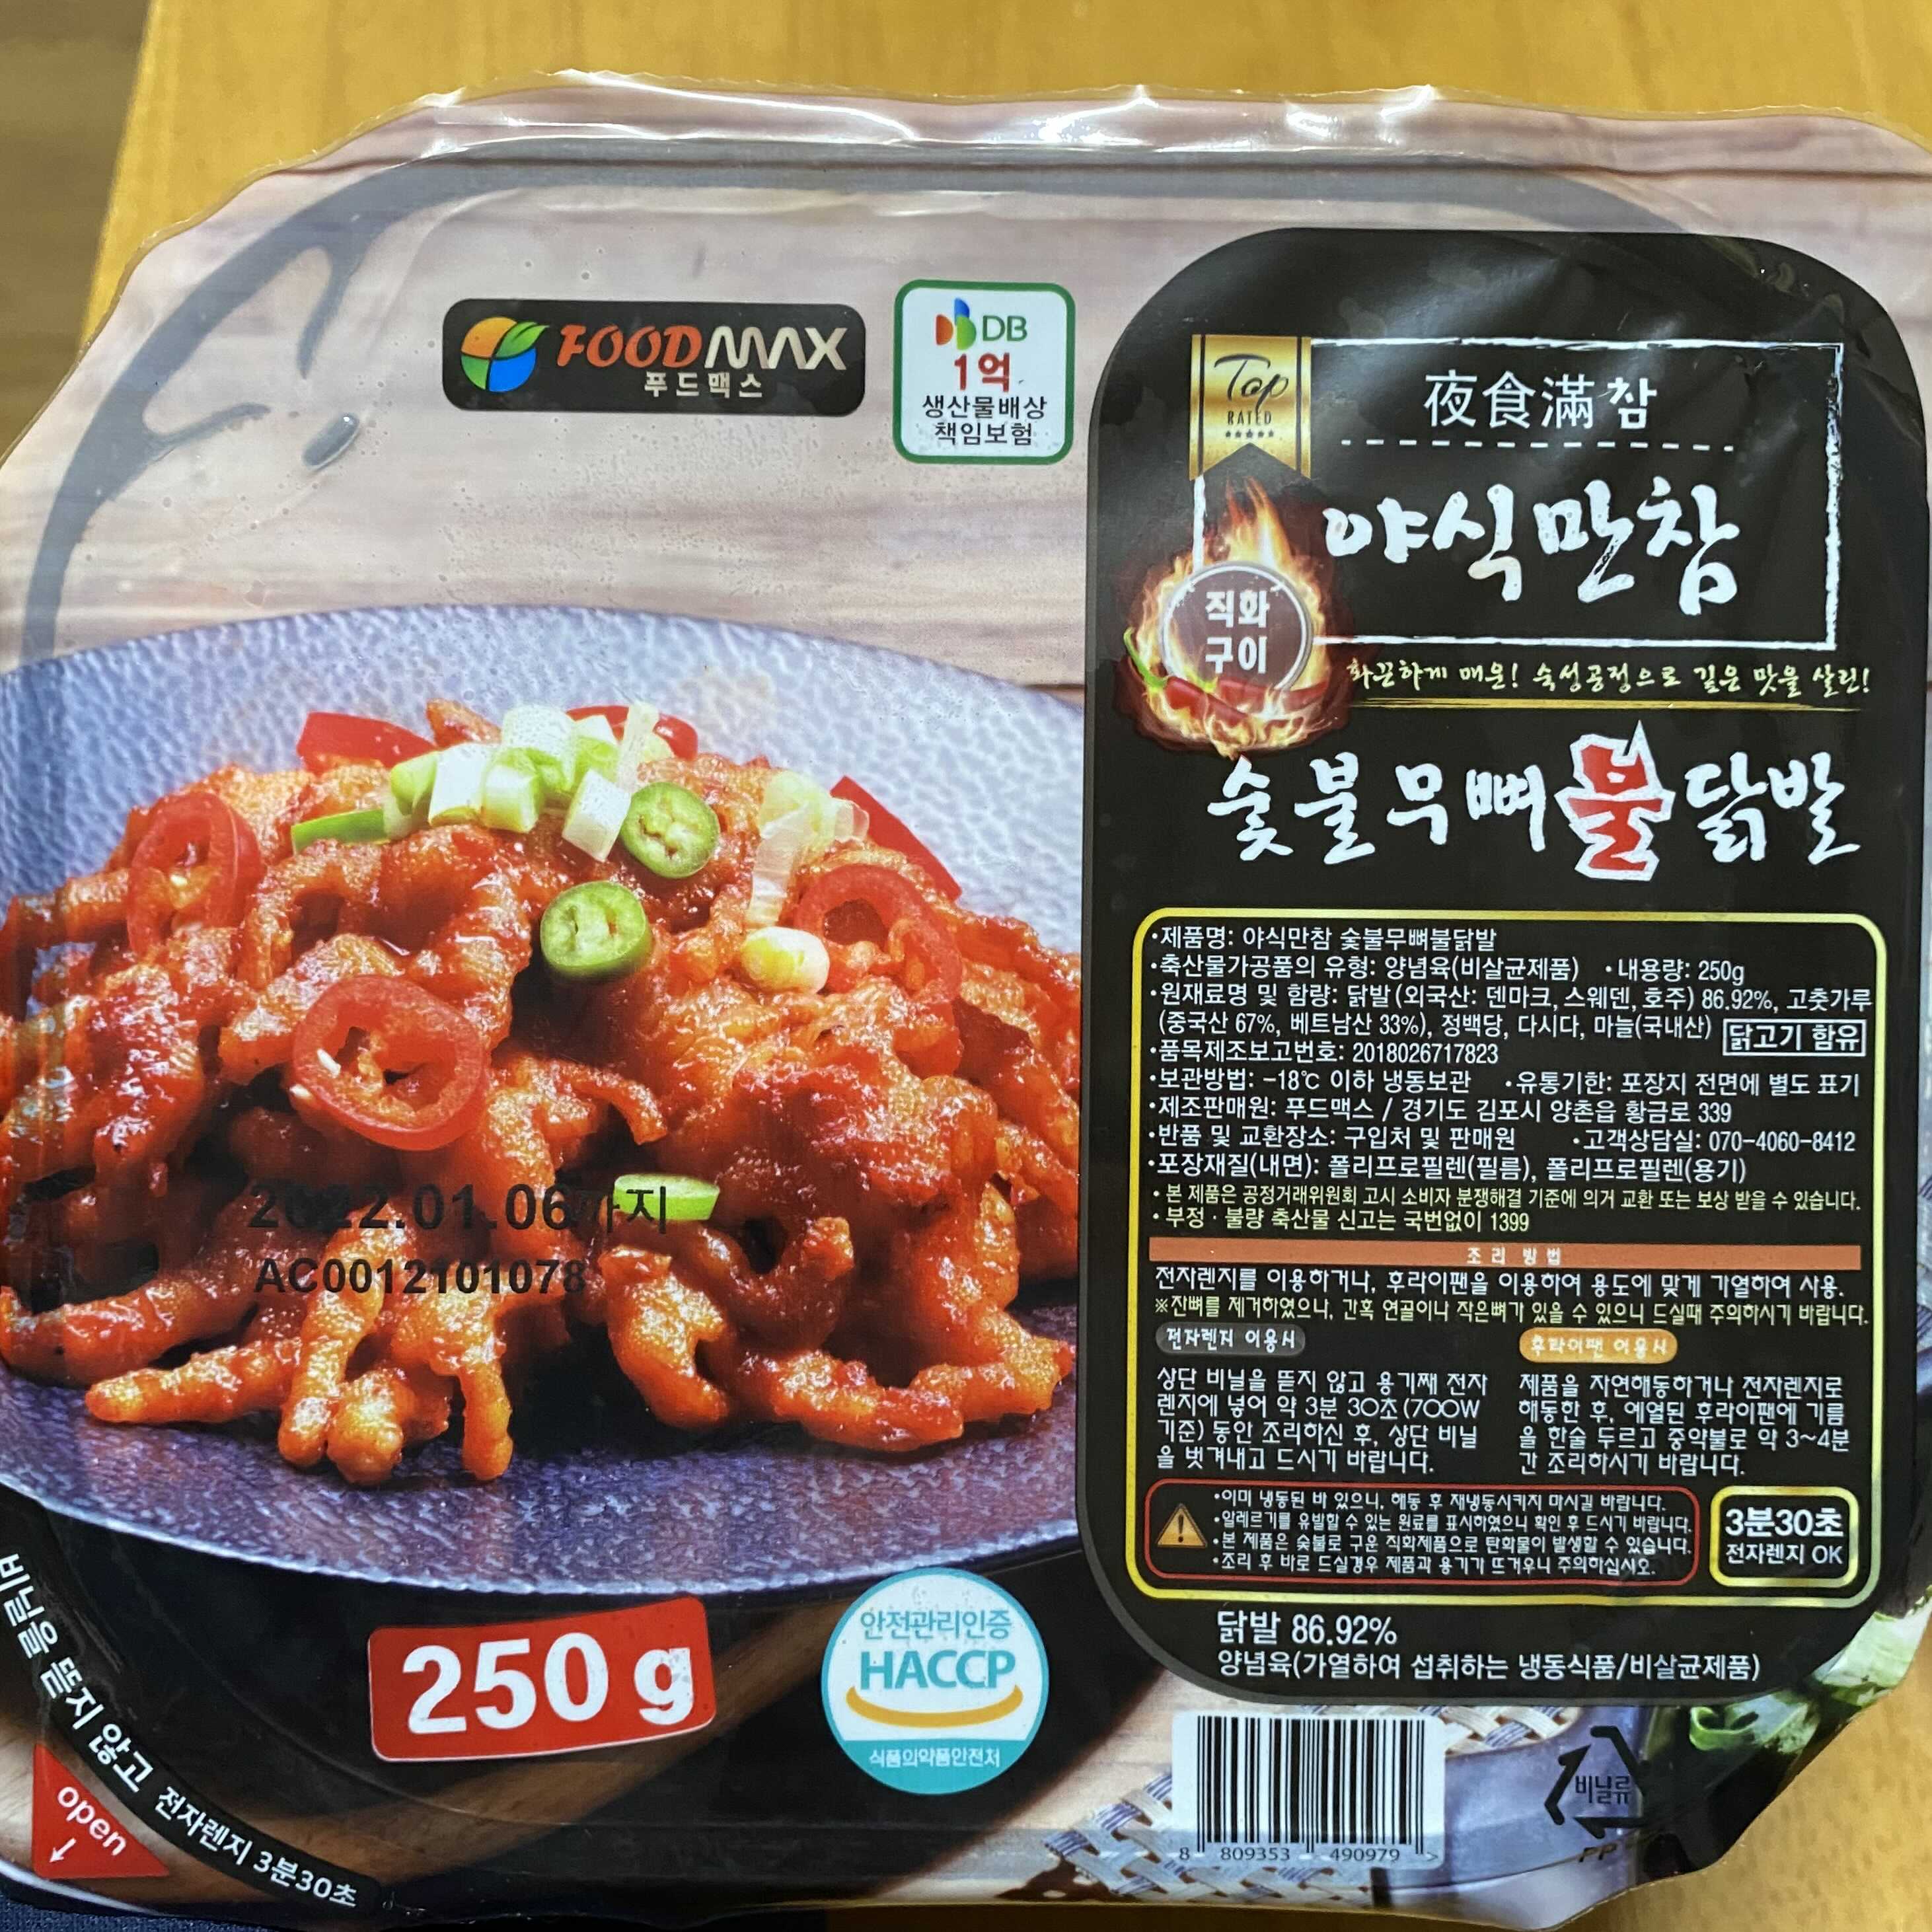 FOODMAX
푸드맥스
DB
1억
생산물배상
책임보험
Top
RATED
夜食滿참
야식만참
직화
구이
화끈하게 매운! 숙성공정으로 깊은 맛을 살린!
숯불무뼈불닭발
•제품명: 야식만참 숯불무뼈불닭발
•축산물가공품의 유형: 양념육(비살균제품) •내용량: 250g
•원재료명 및 함량: 닭발(외국산: 덴마크, 스웨덴, 호주) 86.92%, 고춧가루
(중국산 67%, 베트남산 33%), 정백당, 다시다, 마늘(국내산) 닭고기 함유
•품목제조보고번호: 2018026717823
•보관방법: -18℃ 이하 냉동보관 •유통기한: 포장지 전면에 별도 표기
•제조판매원: 푸드맥스 / 경기도 김포시 양촌읍 황금로 339
•반품 및 교환장소: 구입처 및 판매원 •고객상담실: 070-4060-8412
•포장재질(내면): 폴리프로필렌(필름), 폴리프로필렌(용기)
• 본 제품은 공정거래위원회 고시 소비자 분쟁해결 기준에 의거 교환 또는 보상 받을 수 있습니다.
• 부정·불량 축산물 신고는 국번없이 1399
조리 방법
전자렌지를 이용하거나, 후라이팬을 이용하여 용도에 맞게 가열하여 사용.
※잔뼈를 제거하였으나, 간혹 연골이나 작은뼈가 있을 수 있으니 드실때 주의하시기 바랍니다.
전자렌지 이용시
상단 비닐을 뜯지 않고 용기째 전자
렌지에 넣어 약 3분 30초(700W
기준) 동안 조리하신 후, 상단 비닐
을 벗겨내고 드시기 바랍니다.
후라이팬 이용시
제품을 자연해동하거나 전자렌지로
해동한 후, 예열된 후라이팬에 기름
을 한술 두르고 중약불로 약 3~4분
간 조리하시기 바랍니다.
•이미 냉동된 바 있으니, 해동 후 재냉동시키지 마시길 바랍니다.
•알레르기를 유발할 수 있는 원료를 표시하였으니 확인 후 드시기 바랍니다.
•본 제품은 숯불로 구운 직화제품으로 탄화물이 발생할 수 있습니다.
•조리 후 바로 드실경우 제품과 용기가 뜨거우니 주의하십시오.
3분30초
전자렌지 OK
닭발 86.92%
양념육(가열하여 섭취하는 냉동식품/비살균제품)
2022.01.06까지
AC0012101078
250 g
안전관리인증
HACCP
식품의약품안전처
비닐을 뜯지 않고 전자렌지 3분30초
open
8 809353 490979
비닐류
PP